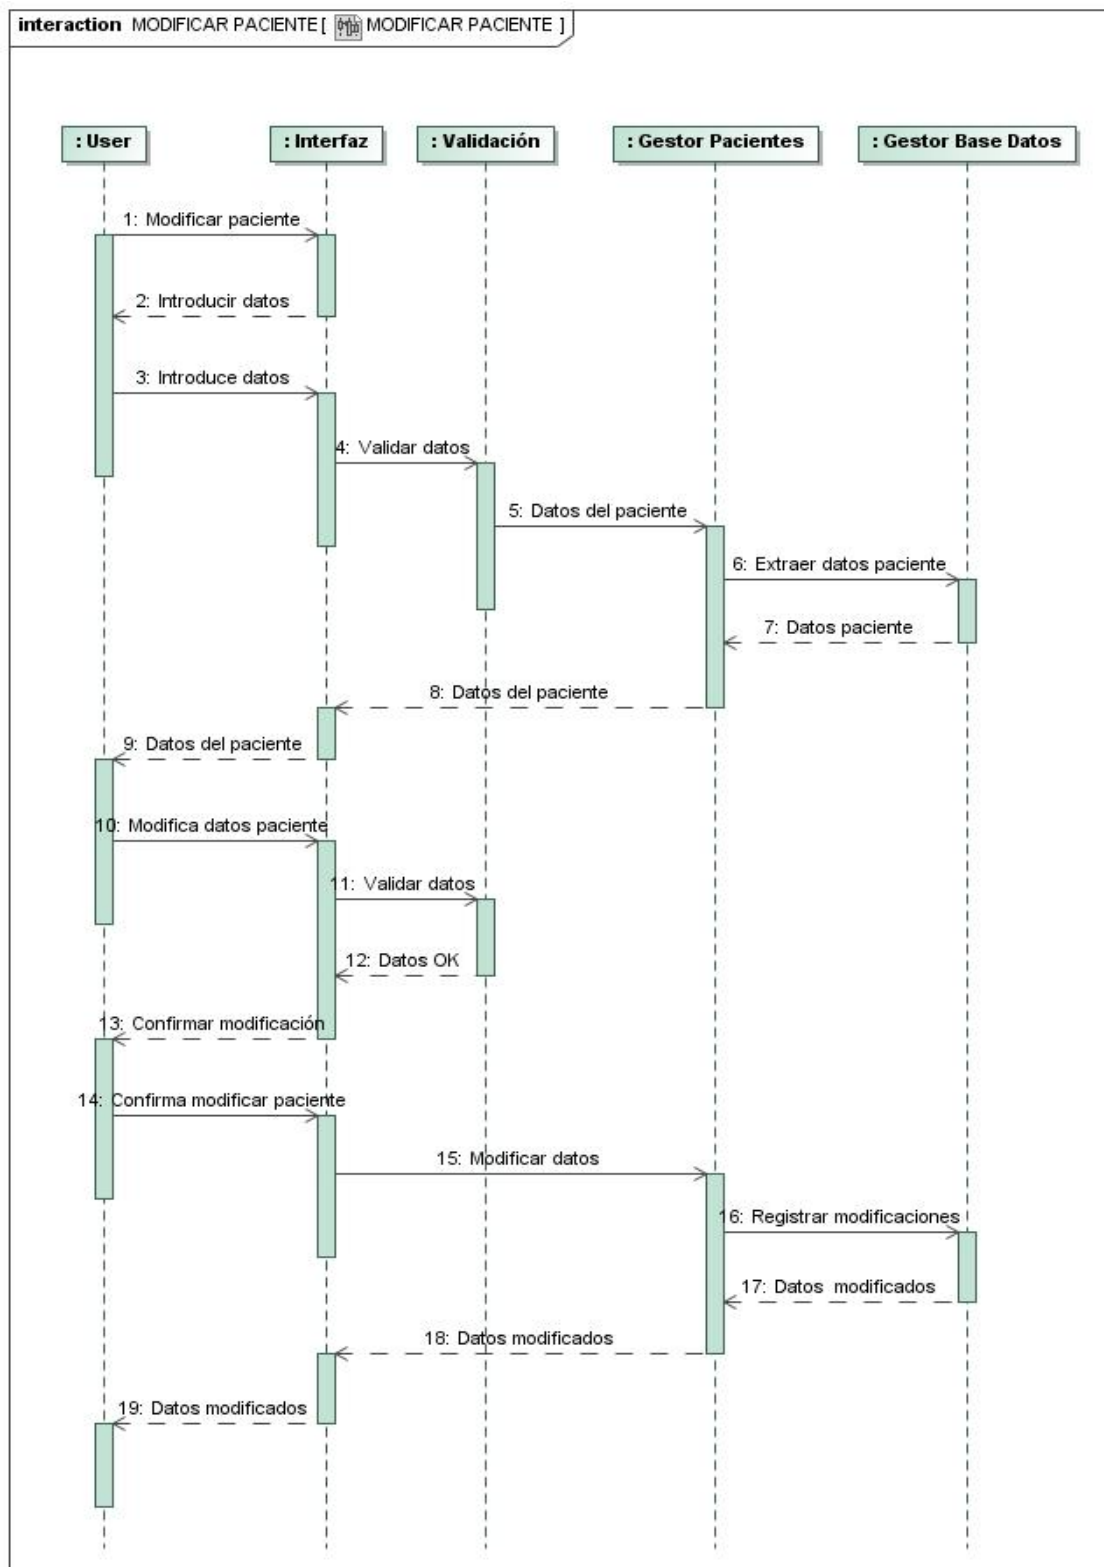 interaction MODIFICAR PACIENTE [ MODIFICAR PACIENTE ]
: User
: Interfaz
: Validación
: Gestor Pacientes
: Gestor Base Datos
1: Modificar paciente
2: Introducir datos
3: Introduce datos
4: Validar datos
5: Datos del paciente
6: Extraer datos paciente
7: Datos paciente
8: Datos del paciente
9: Datos del paciente
10: Modifica datos paciente
11: Validar datos
12: Datos OK
13: Confirmar modificación
14: Confirma modificar paciente
15: Modificar datos
16: Registrar modificaciones
17: Datos modificados
18: Datos modificados
19: Datos modificados